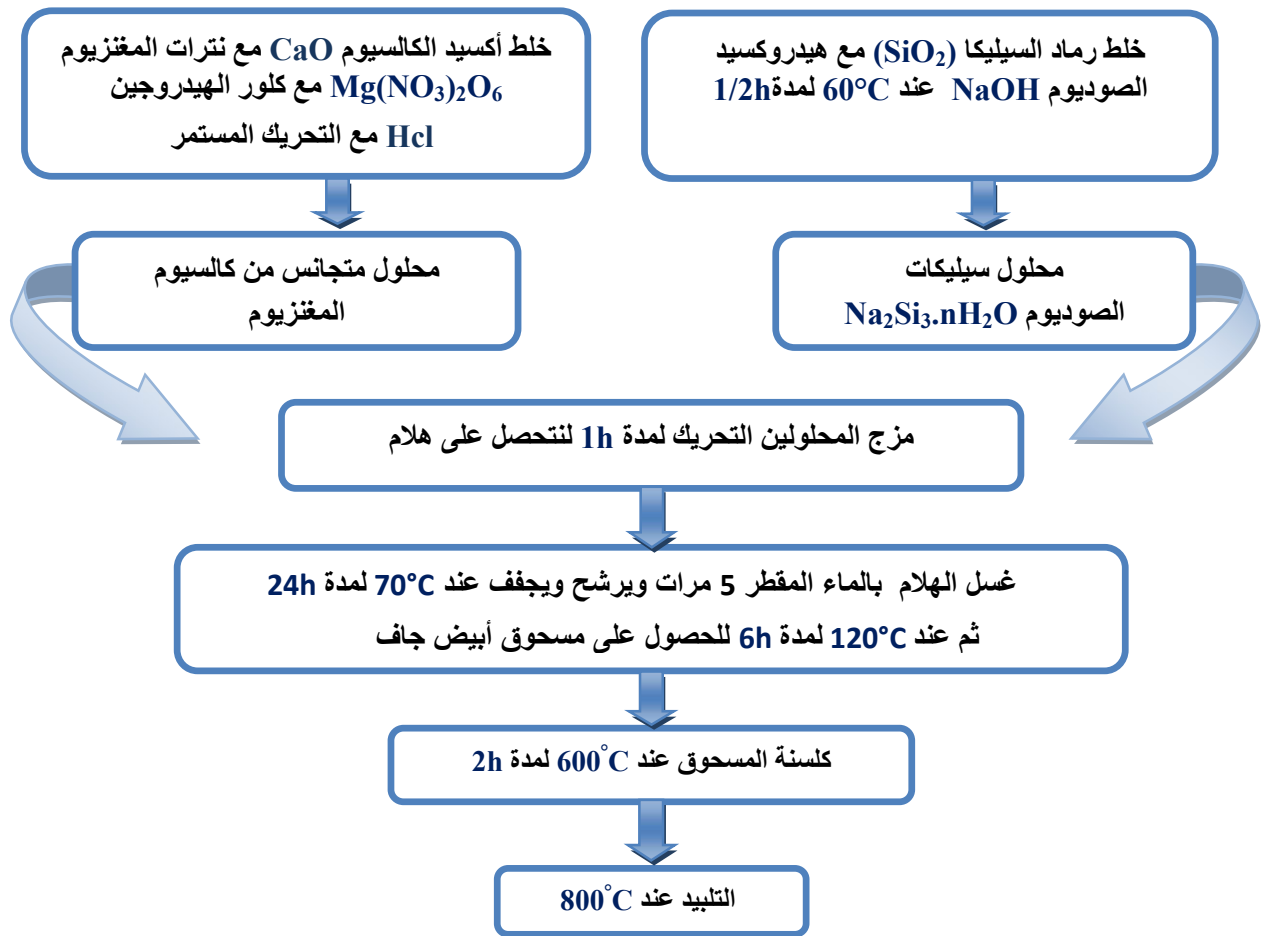 خلط رماد السيليكا (SiO₂) مع هيدروكسيد
الصوديوم NaOH عند 60°C لمدة1/2h
خلط أكسيد الكالسيوم CaO مع نترات المغنزيوم
Mg(NO₃)₂O₆ مع كلور الهيدروجين
Hcl مع التحريك المستمر
محلول سيليكات
الصوديوم Na₂Si₃.nH₂O
محلول متجانس من كالسيوم
المغنزيوم
مزج المحلولين التحريك لمدة 1h لنتحصل على هلام
غسل الهلام بالماء المقطر 5 مرات ويرشح ويجفف عند 70°C لمدة 24h
ثم عند 120°C لمدة 6h للحصول على مسحوق أبيض جاف
كلسنة المسحوق عند 600°C لمدة 2h
التلبيد عند 800°C